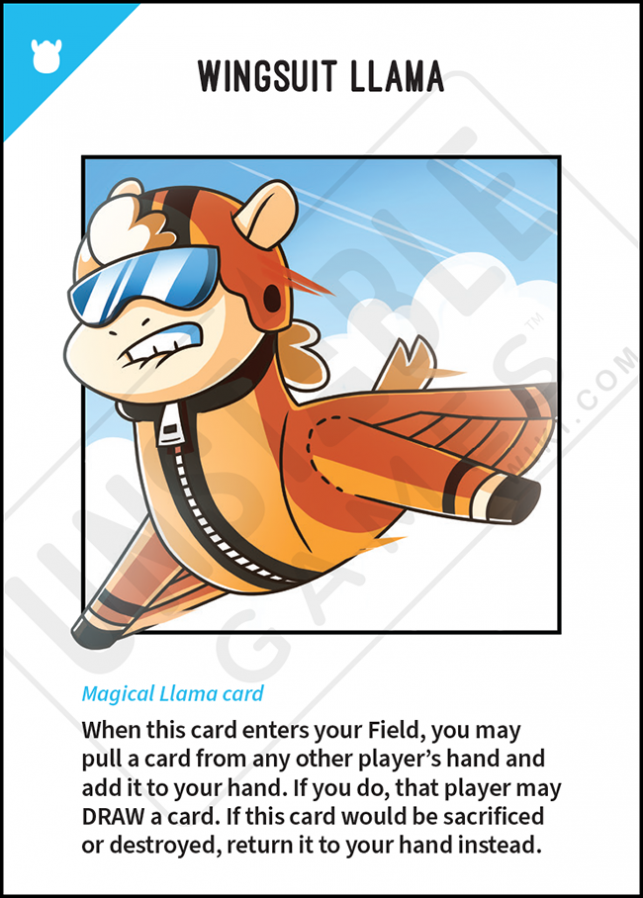 WINGSUIT LLAMA
UNSTABLE
GAMES™
Magical Llama card
When this card enters your Field, you may
pull a card from any other player’s hand and
add it to your hand. If you do, that player may
DRAW a card. If this card would be sacrificed
or destroyed, return it to your hand instead.